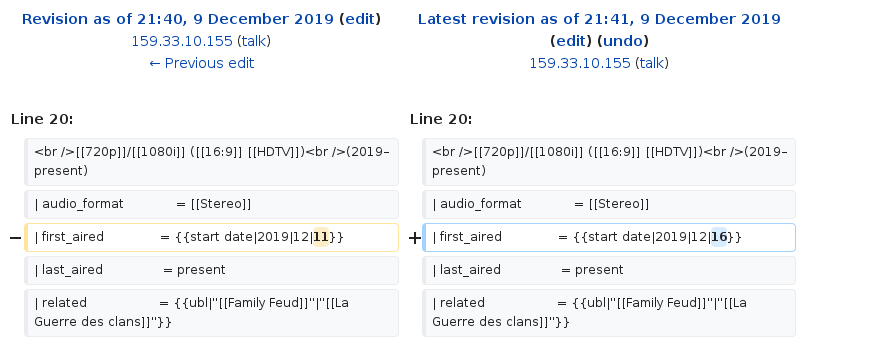 Revision as of 21:40, 9 December 2019 (edit)
159.33.10.155 (talk)
← Previous edit
Latest revision as of 21:41, 9 December 2019
(edit) (undo)
159.33.10.155 (talk)
Line 20:
Line 20:
<br />[[720p]]/[[1080i]] ([[16:9]] [[HDTV]])<br />(2019–
present)
<br />[[720p]]/[[1080i]] ([[16:9]] [[HDTV]])<br />(2019–
present)
| audio_format = [[Stereo]]
| audio_format = [[Stereo]]
− | first_aired = {{start date|2019|12|11}}
+ | first_aired = {{start date|2019|12|16}}
| last_aired = present
| last_aired = present
| related = {{ubl|''[[Family Feud]]''|''[[La
Guerre des clans]]''}}
| related = {{ubl|''[[Family Feud]]''|''[[La
Guerre des clans]]''}}